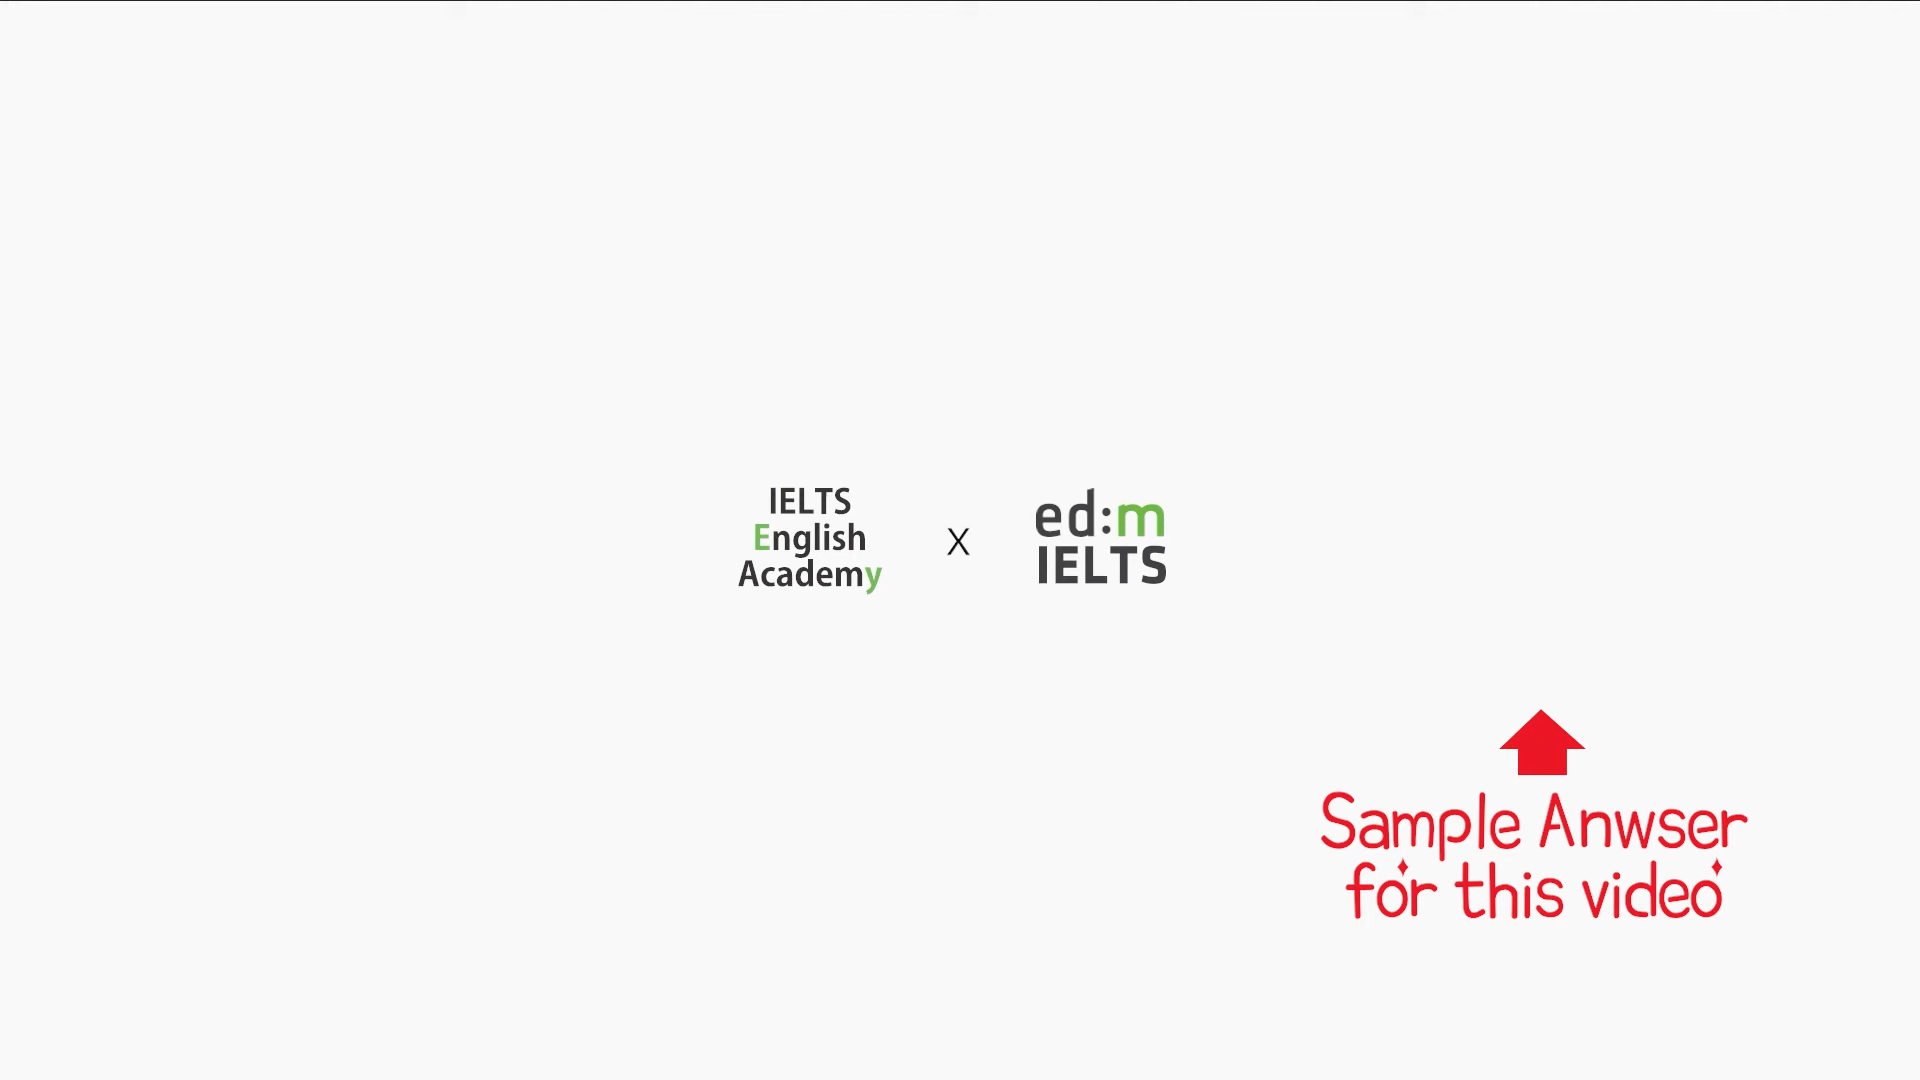 IELTS
English
Academy
X
ed:m
IELTS
Sample Anwser
for this video